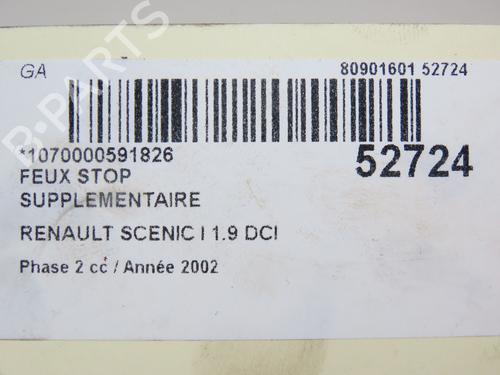 GA
80901601 52724
*1070000591826
52724
FEUX STOP
SUPPLEMENTAIRE
RENAULT SCENIC I 1.9 DCI
Phase 2 cc / Année 2002
B-PARTS